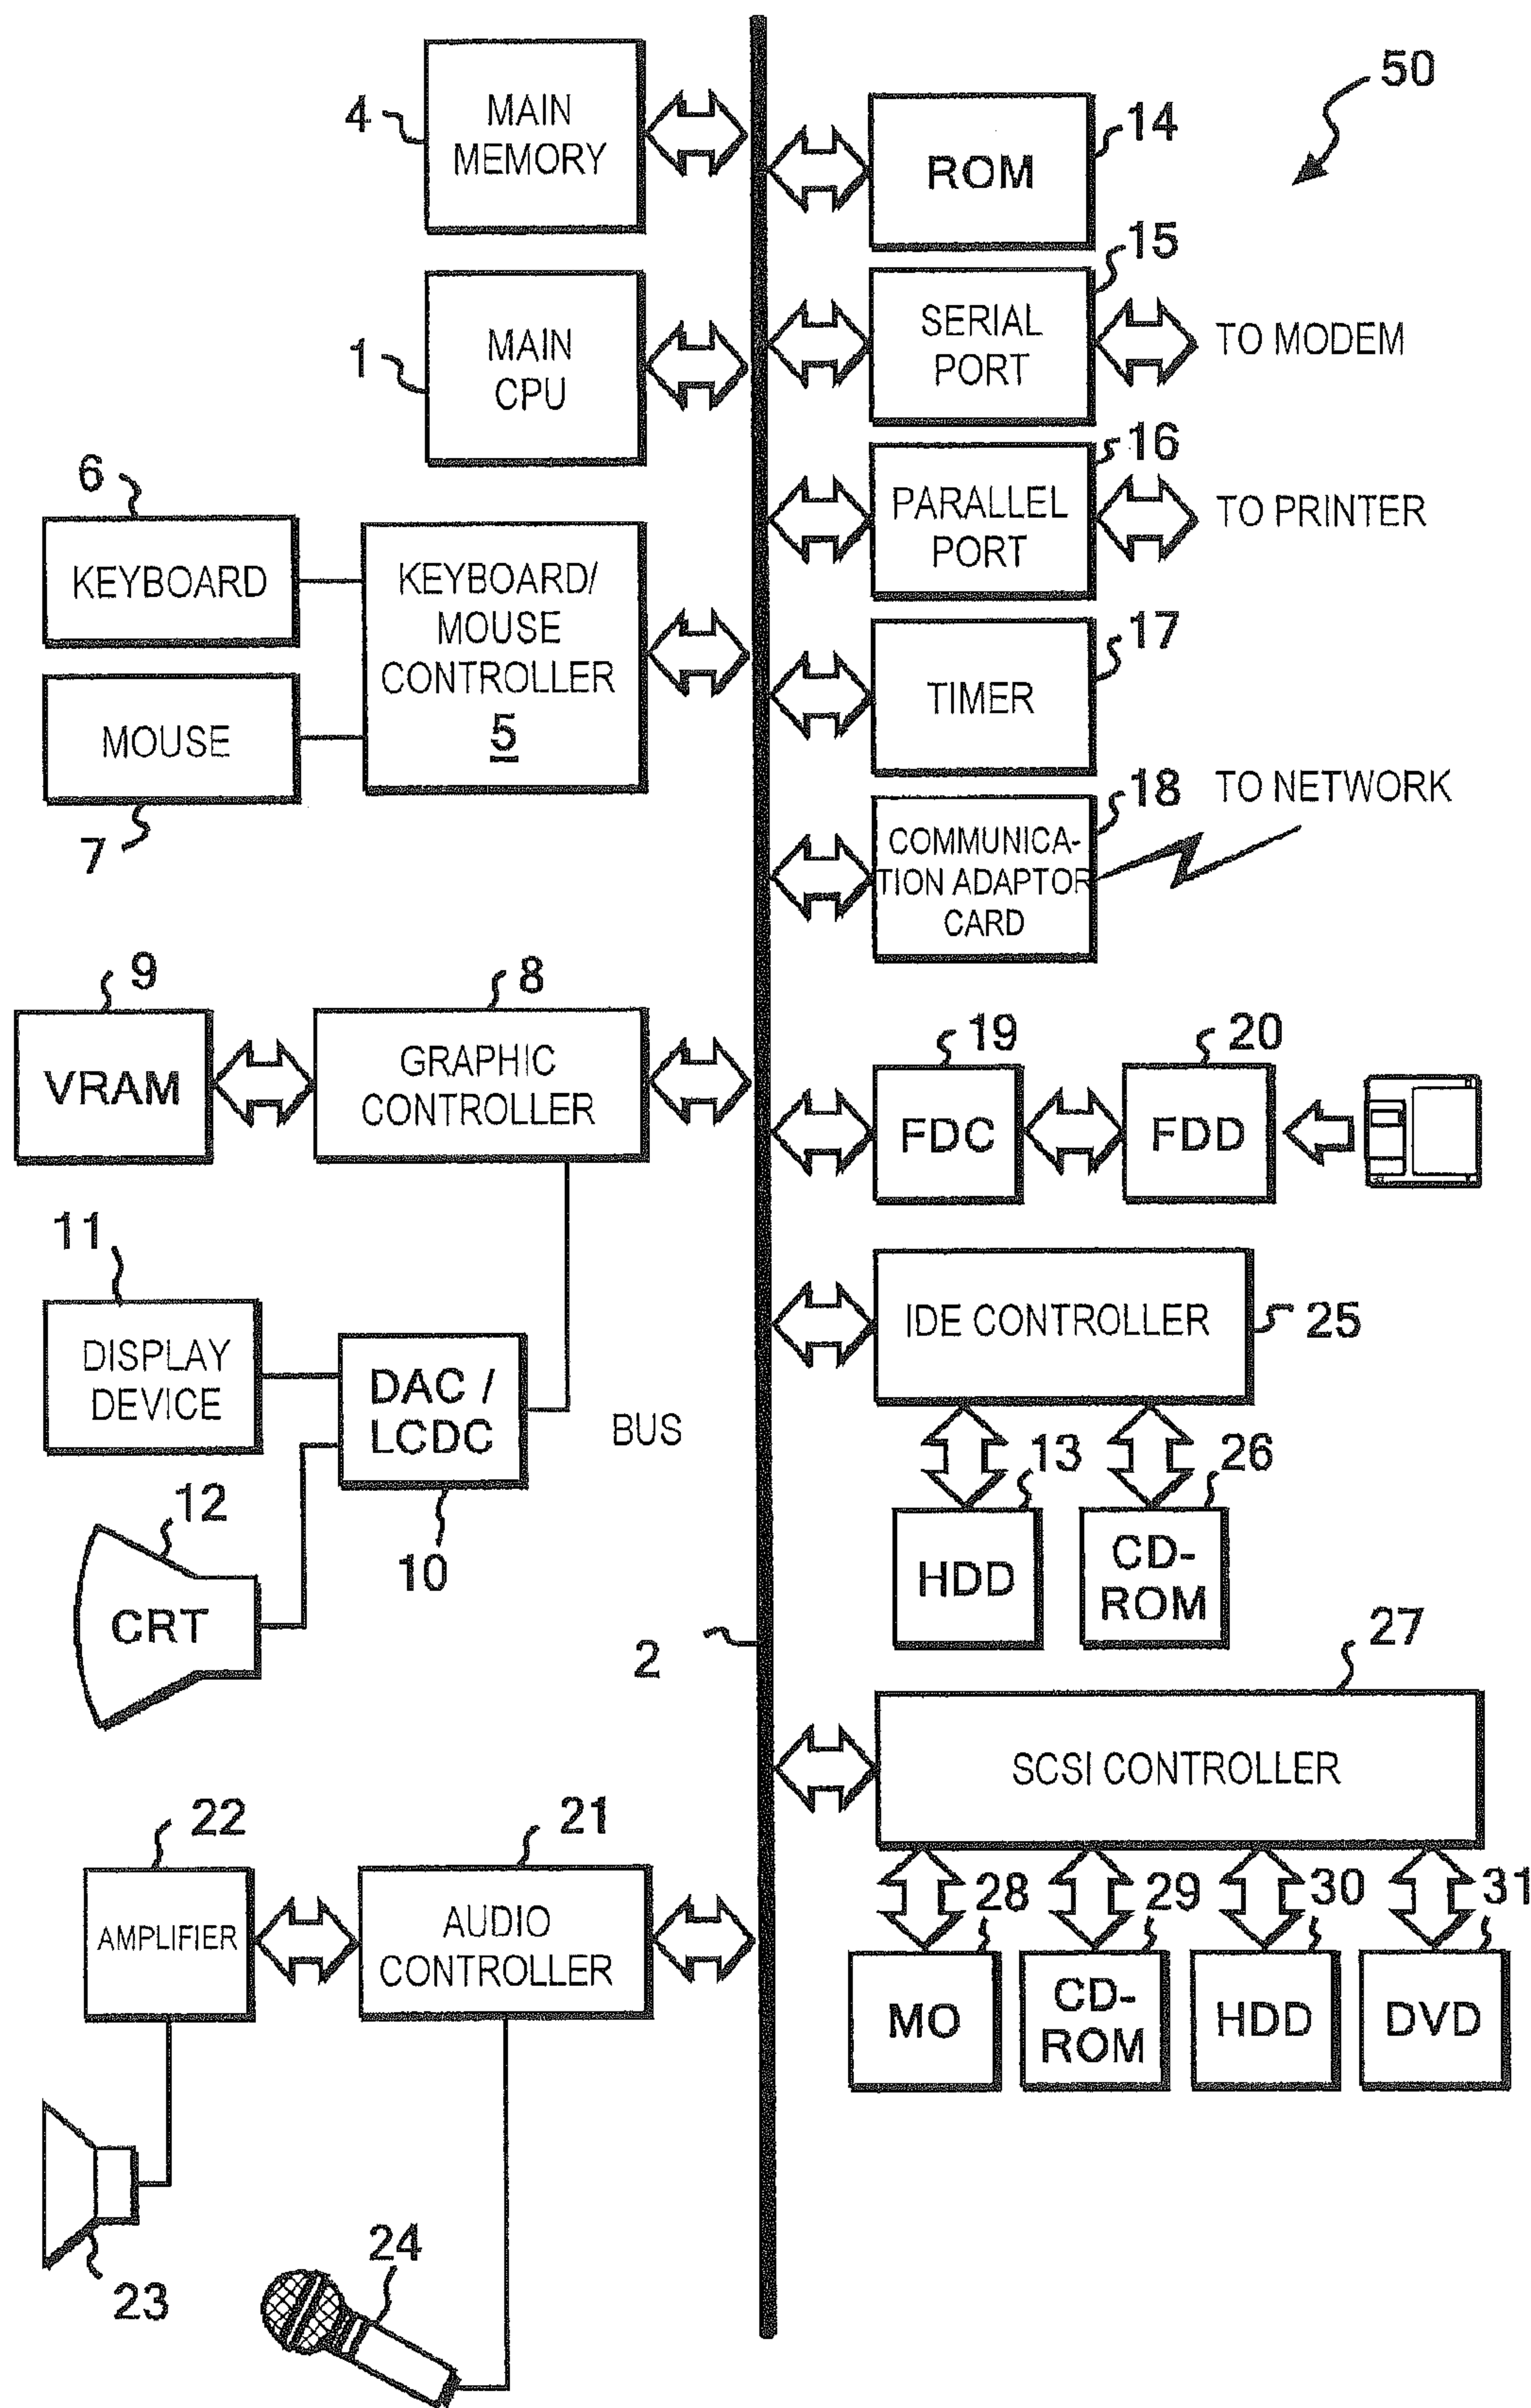 50
4
MAIN
MEMORY
14
ROM
1
MAIN
CPU
15
SERIAL
PORT
TO MODEM
6
KEYBOARD
KEYBOARD/
MOUSE
CONTROLLER
5
MOUSE
7
16
PARALLEL
PORT
TO PRINTER
17
TIMER
18
TO NETWORK
COMMUNICA-
TION ADAPTOR
CARD
9
VRAM
8
GRAPHIC
CONTROLLER
19
FDC
20
FDD
11
DISPLAY
DEVICE
DAC /
LCDC
10
BUS
12
CRT
2
IDE CONTROLLER
25
13
HDD
26
CD-
ROM
27
SCSI CONTROLLER
22
AMPLIFIER
21
AUDIO
CONTROLLER
28
MO
29
CD-
ROM
30
HDD
31
DVD
23
24